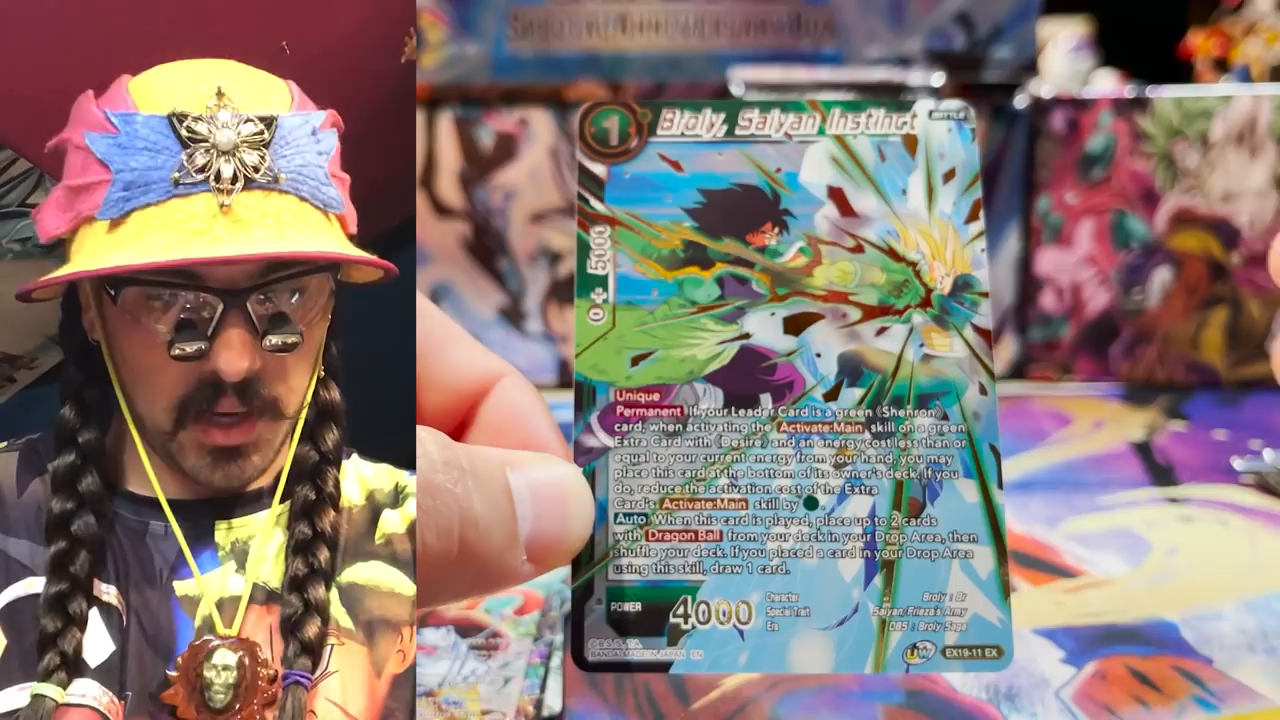 1
Broly, Saiyan Instinct
BATTLE
0+ 5000
Unique
Permanent If your Leader Card is a green 《Shenron》
card, when activating the Activate:Main skill on a green
Extra Card with 《Desire》 and an energy cost less than or
equal to your current energy from your hand, you may
place this card at the bottom of its owner's deck. If you
do, reduce the activation cost of the Extra
Card's Activate:Main skill by
Auto When this card is played, place up to 2 cards
with Dragon Ball from your deck in your Drop Area, then
shuffle your deck. If you placed a card in your Drop Area
using this skill, draw 1 card.
POWER 4000
Character Broly : Br
Special Trait Saiyan/Frieza's Army
Era DBS : Broly Saga
©B.S./S., T.A.
BANDAI MADE IN JAPAN EN
UW EX19-11 EX